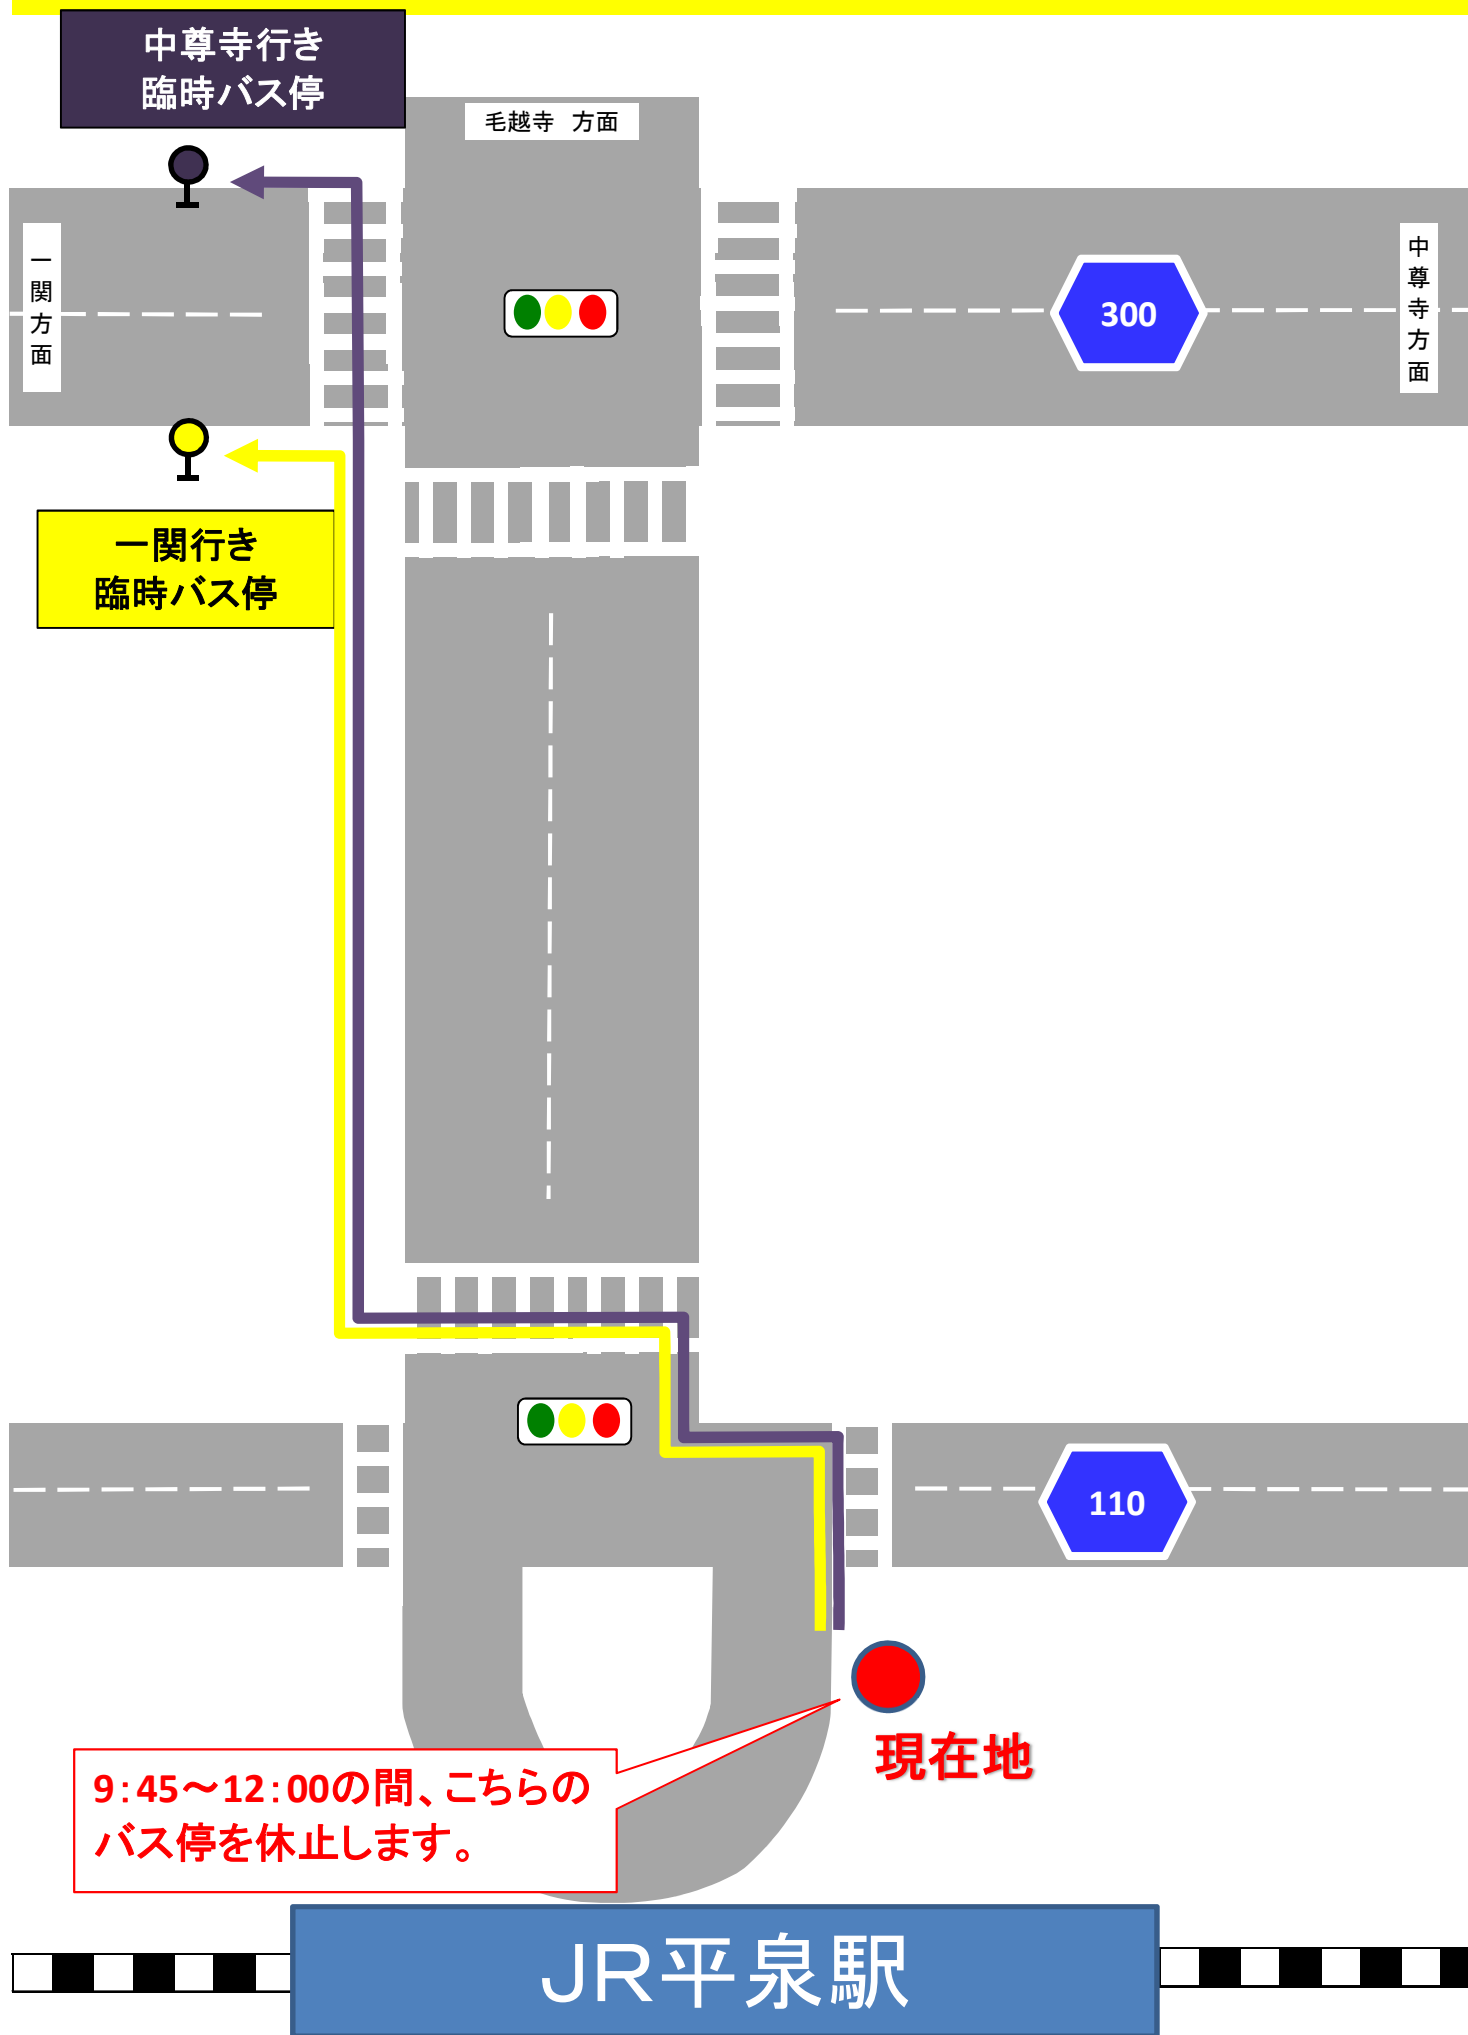 中尊寺行き
臨時バス停
毛越寺　方面
一関方面
300
中尊寺方面
一関行き
臨時バス停
110
現在地
9：45～12：00の間、こちらの
バス停を休止します。
ＪＲ平泉駅